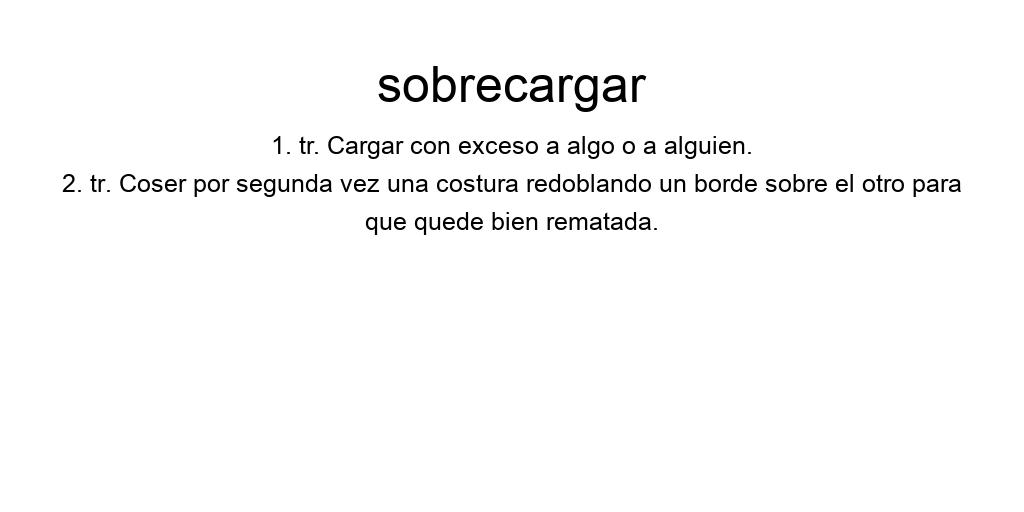 sobrecargar
1. tr. Cargar con exceso a algo o a alguien.
2. tr. Coser por segunda vez una costura redoblando un borde sobre el otro para
que quede bien rematada.